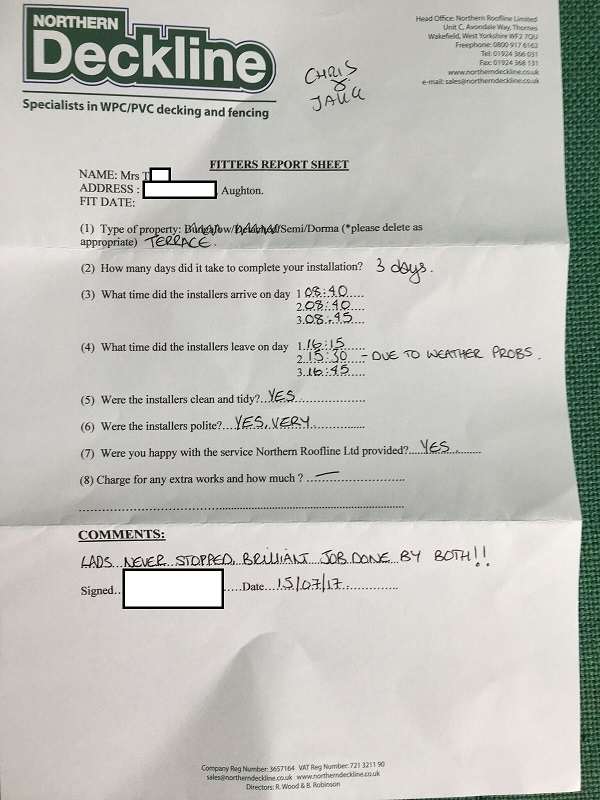 NORTHERN
Deckline
Specialists in WPC/PVC decking and fencing
Head Office: Northern Roofline Limited
Unit C, Avondale Way, Thornes
Wakefield, West Yorkshire WF2 7QU
Freephone: 0800 917 6162
Tel: 01924 366 031
Fax: 01924 368 131
www.northerndeckline.co.uk
e-mail: sales@northerndeckline.co.uk
CHRIS
&
FITTERS REPORT SHEET
NAME: Mrs T
ADDRESS : , Aughton.
FIT DATE:
(1) Type of property: Bungalow/Detached/Semi/Dorma (*please delete as
appropriate) TERRACE.
(2) How many days did it take to complete your installation? 3 days.
(3) What time did the installers arrive on day 1 08:40
2. 08:40
3. 08:45
(4) What time did the installers leave on day 1. 16:15
2. 15:30 - DUE TO WEATHER PROBS.
3. 16:45
(5) Were the installers clean and tidy? YES
(6) Were the installers polite? YES, VERY
(7) Were you happy with the service Northern Roofline Ltd provided? YES
(8) Charge for any extra works and how much ? —
COMMENTS:
LADS NEVER STOPPED, BRILLIANT JOB DONE BY BOTH!!
Signed.. Date 15/07/17
Company Reg Number: 3657164 VAT Reg Number: 721 3211 90
sales@northerndeckline.co.uk www.northerndeckline.co.uk
Directors: R. Wood & B. Robinson